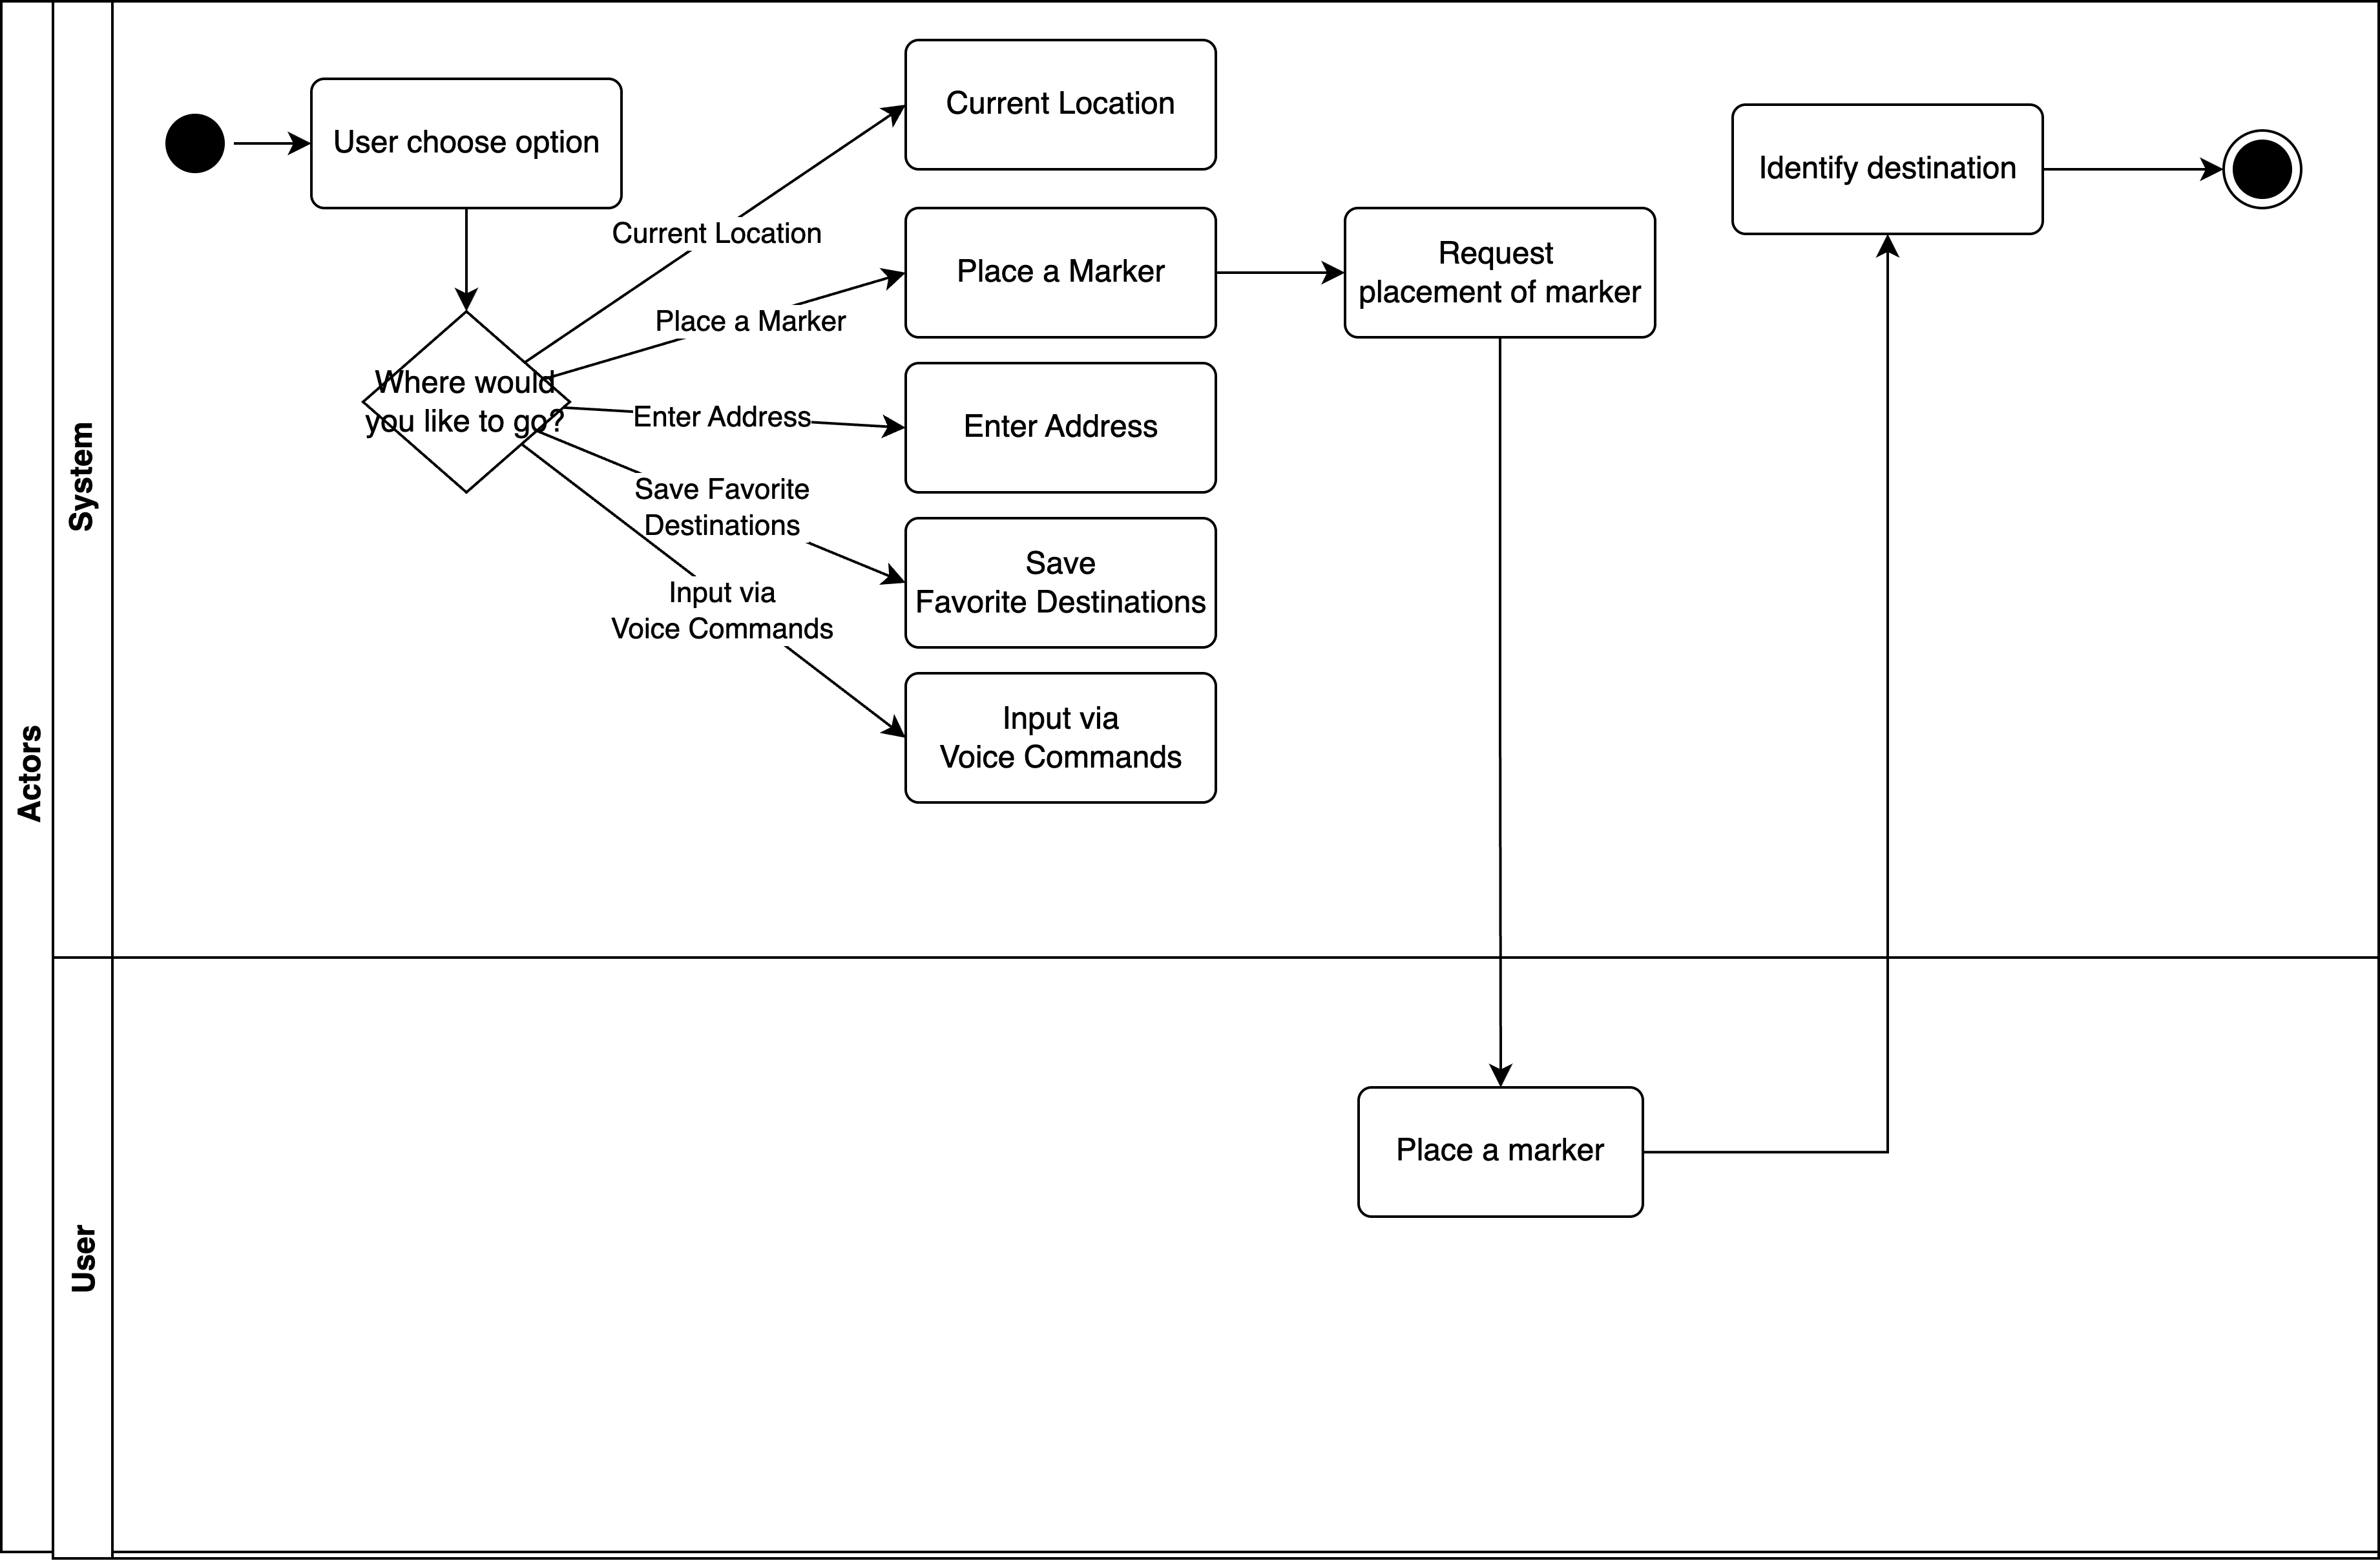 Actors
System
User
User choose option
Where would
you like to go?
Current Location
Place a Marker
Enter Address
Save Favorite
Destinations
Input via
Voice Commands
Current Location
Place a Marker
Enter Address
Save
Favorite Destinations
Input via
Voice Commands
Request
placement of marker
Identify destination
Place a marker